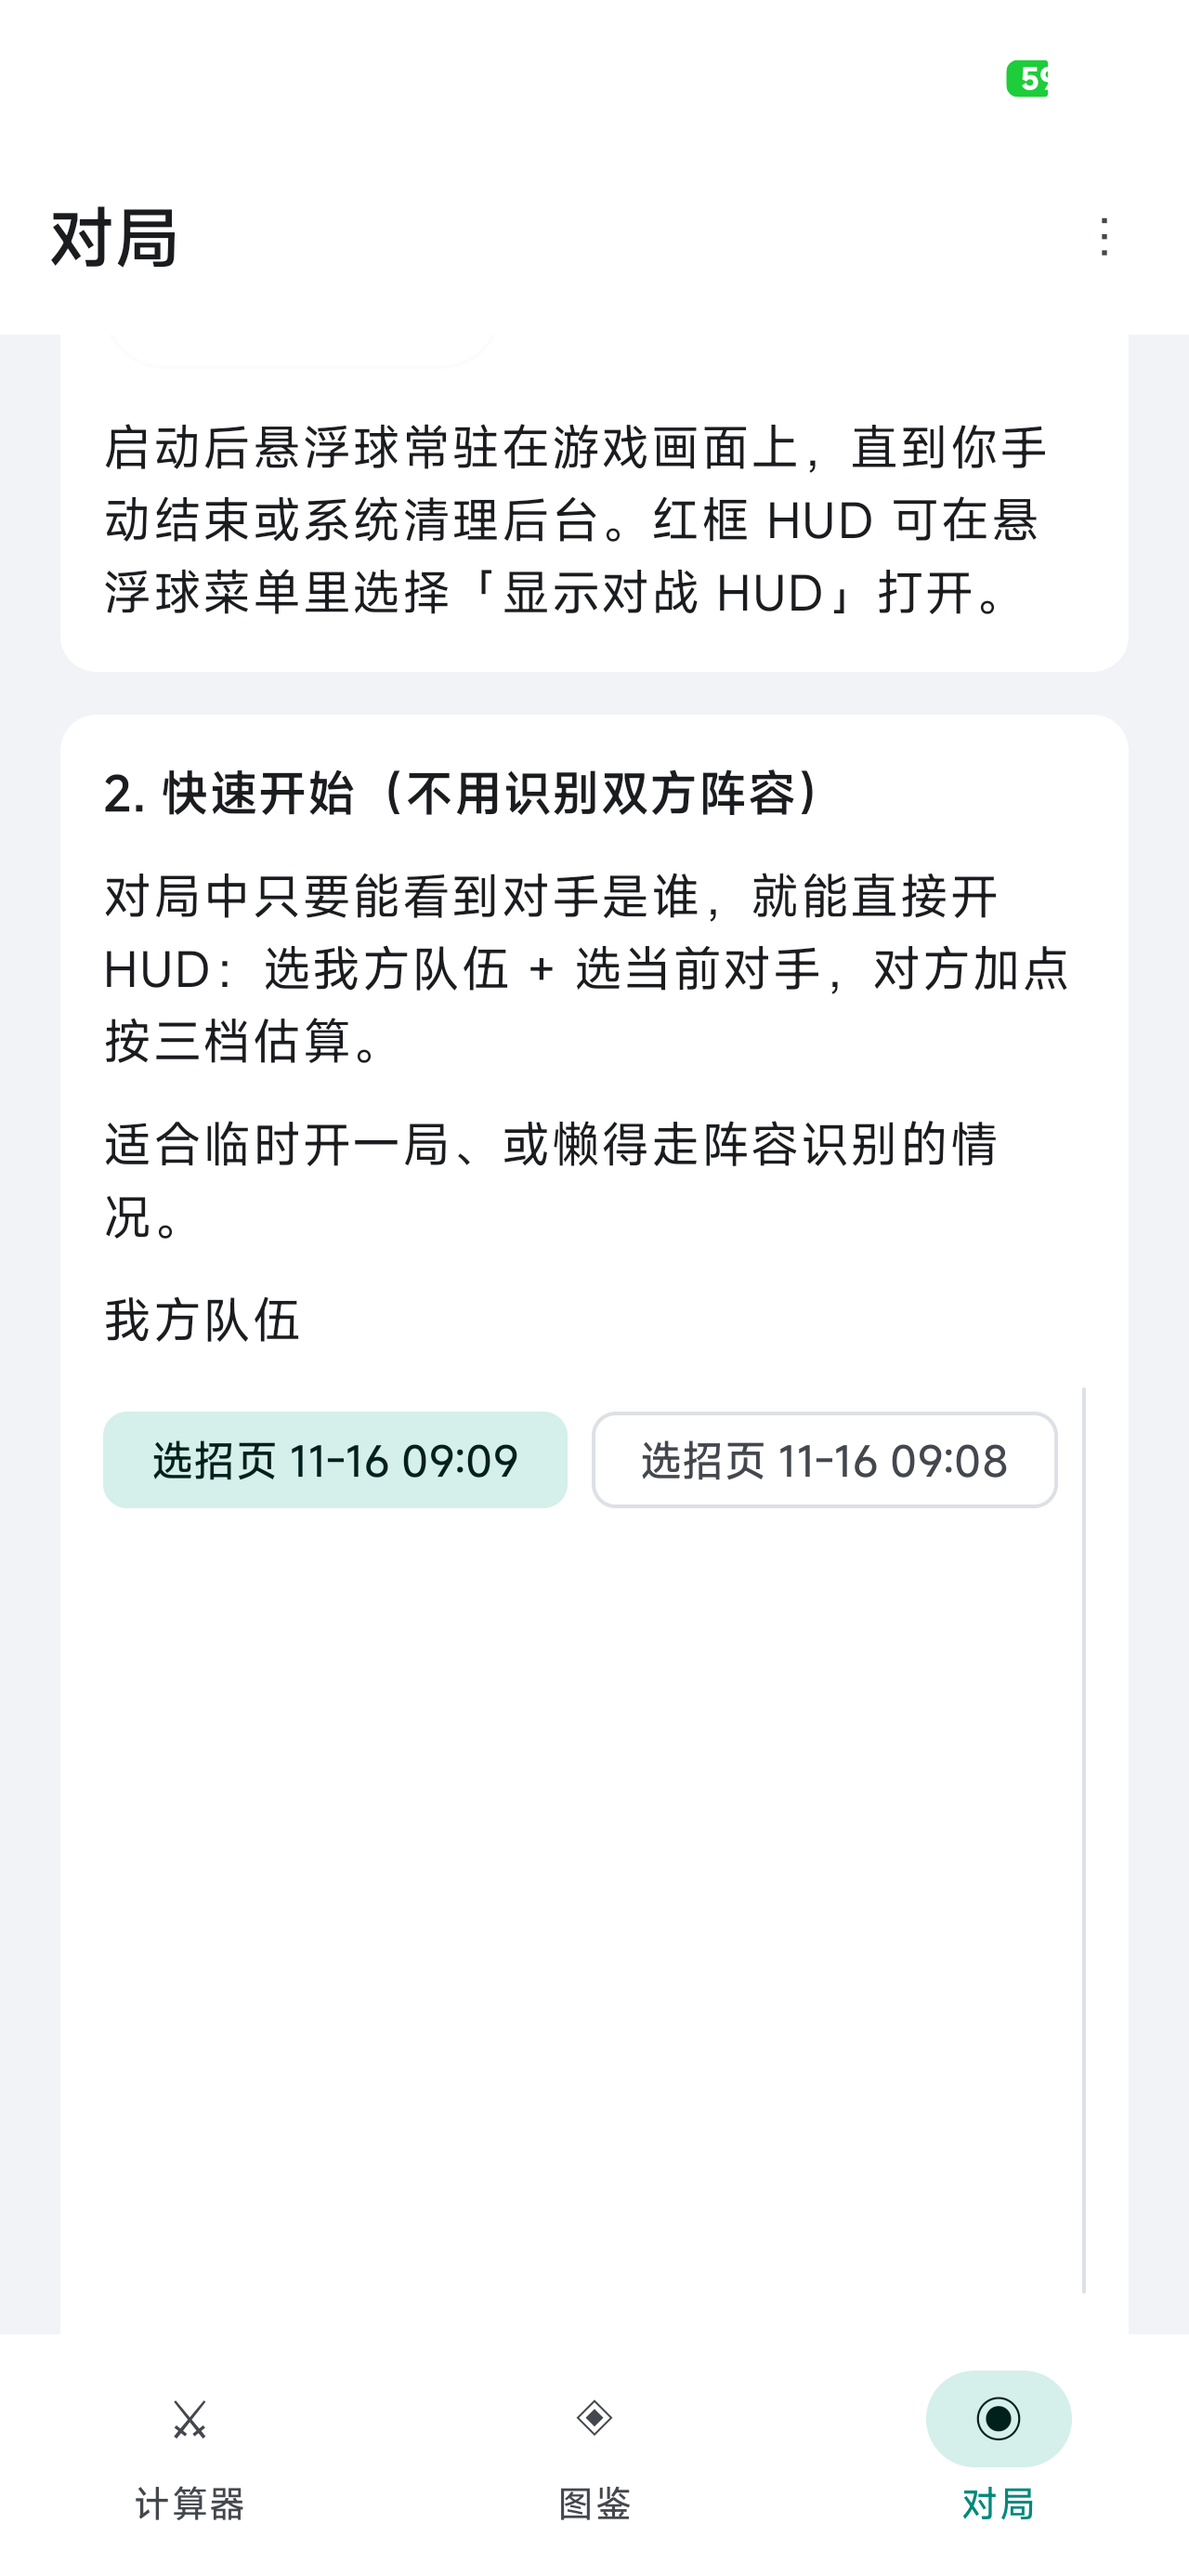 对局
启动后悬浮球常驻在游戏画面上，直到你手
动结束或系统清理后台。红框 HUD 可在悬
浮球菜单里选择「显示对战 HUD」打开。
2. 快速开始（不用识别双方阵容）
对局中只要能看到对手是谁，就能直接开
HUD：选我方队伍 + 选当前对手，对方加点
按三档估算。
适合临时开一局、或懒得走阵容识别的情
况。
我方队伍
选招页 11-16 09:09
选招页 11-16 09:08
计算器
图鉴
对局